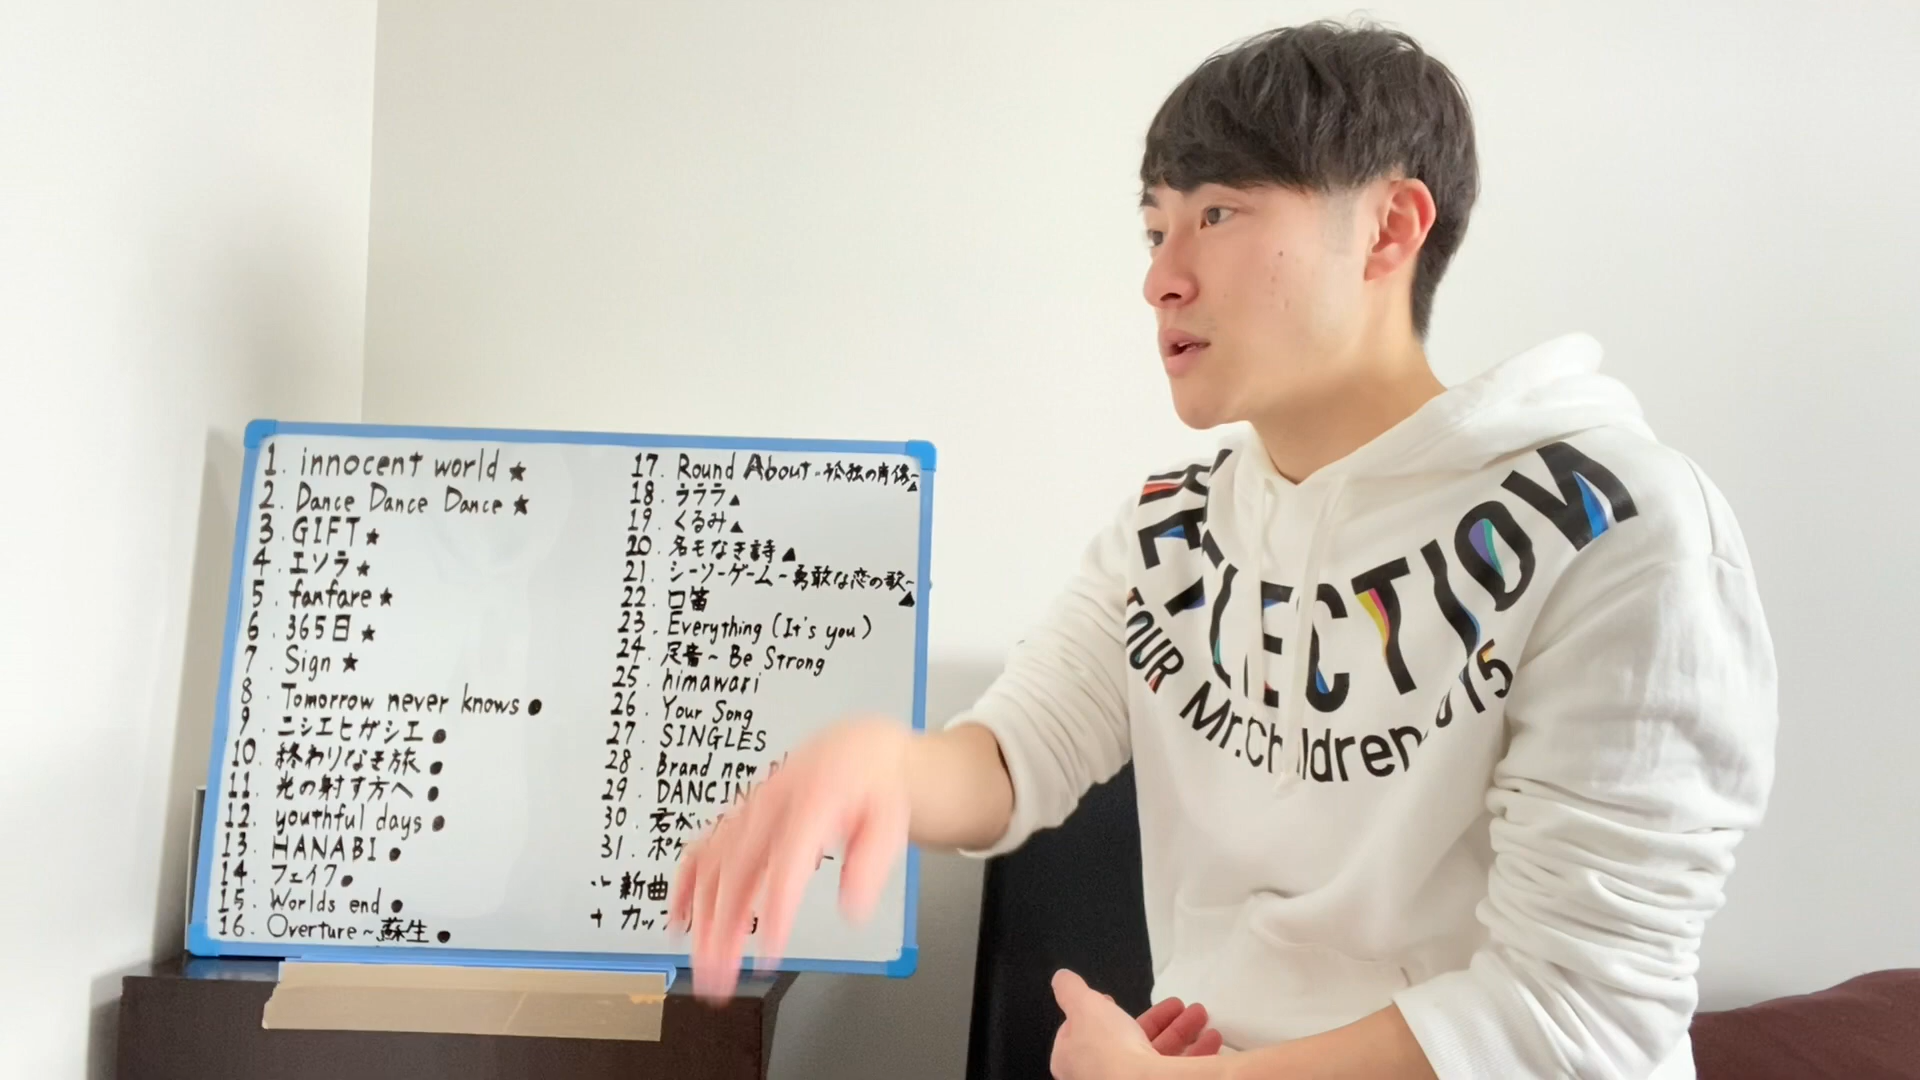 1. innocent world ★
2. Dance Dance Dance ★
3. GIFT ★
4. エソラ ★
5. fanfare ★
6. 365日 ★
7. Sign ★
8. Tomorrow never knows ●
9. ニシエヒガシエ ●
10. 終わりなき旅 ●
11. 光の射す方へ ●
12. youthful days ●
13. HANABI ●
14. フェイク ●
15. Worlds end ●
16. Overture~蘇生 ●
17. Round About-孤独の肖像~▲
18. ラララ▲
19. くるみ▲
20. 名もなき詩▲
21. シーソーゲーム~勇敢な恋の歌~▲
22. 口笛
23. Everything (It's you)
24. 足音~Be Strong
25. himawari
26. Your Song
27. SINGLES
28. Brand new
29. DANCING
30. 君が
31.
新曲
+ カップ
REFLECTION
TOUR Mr.Children